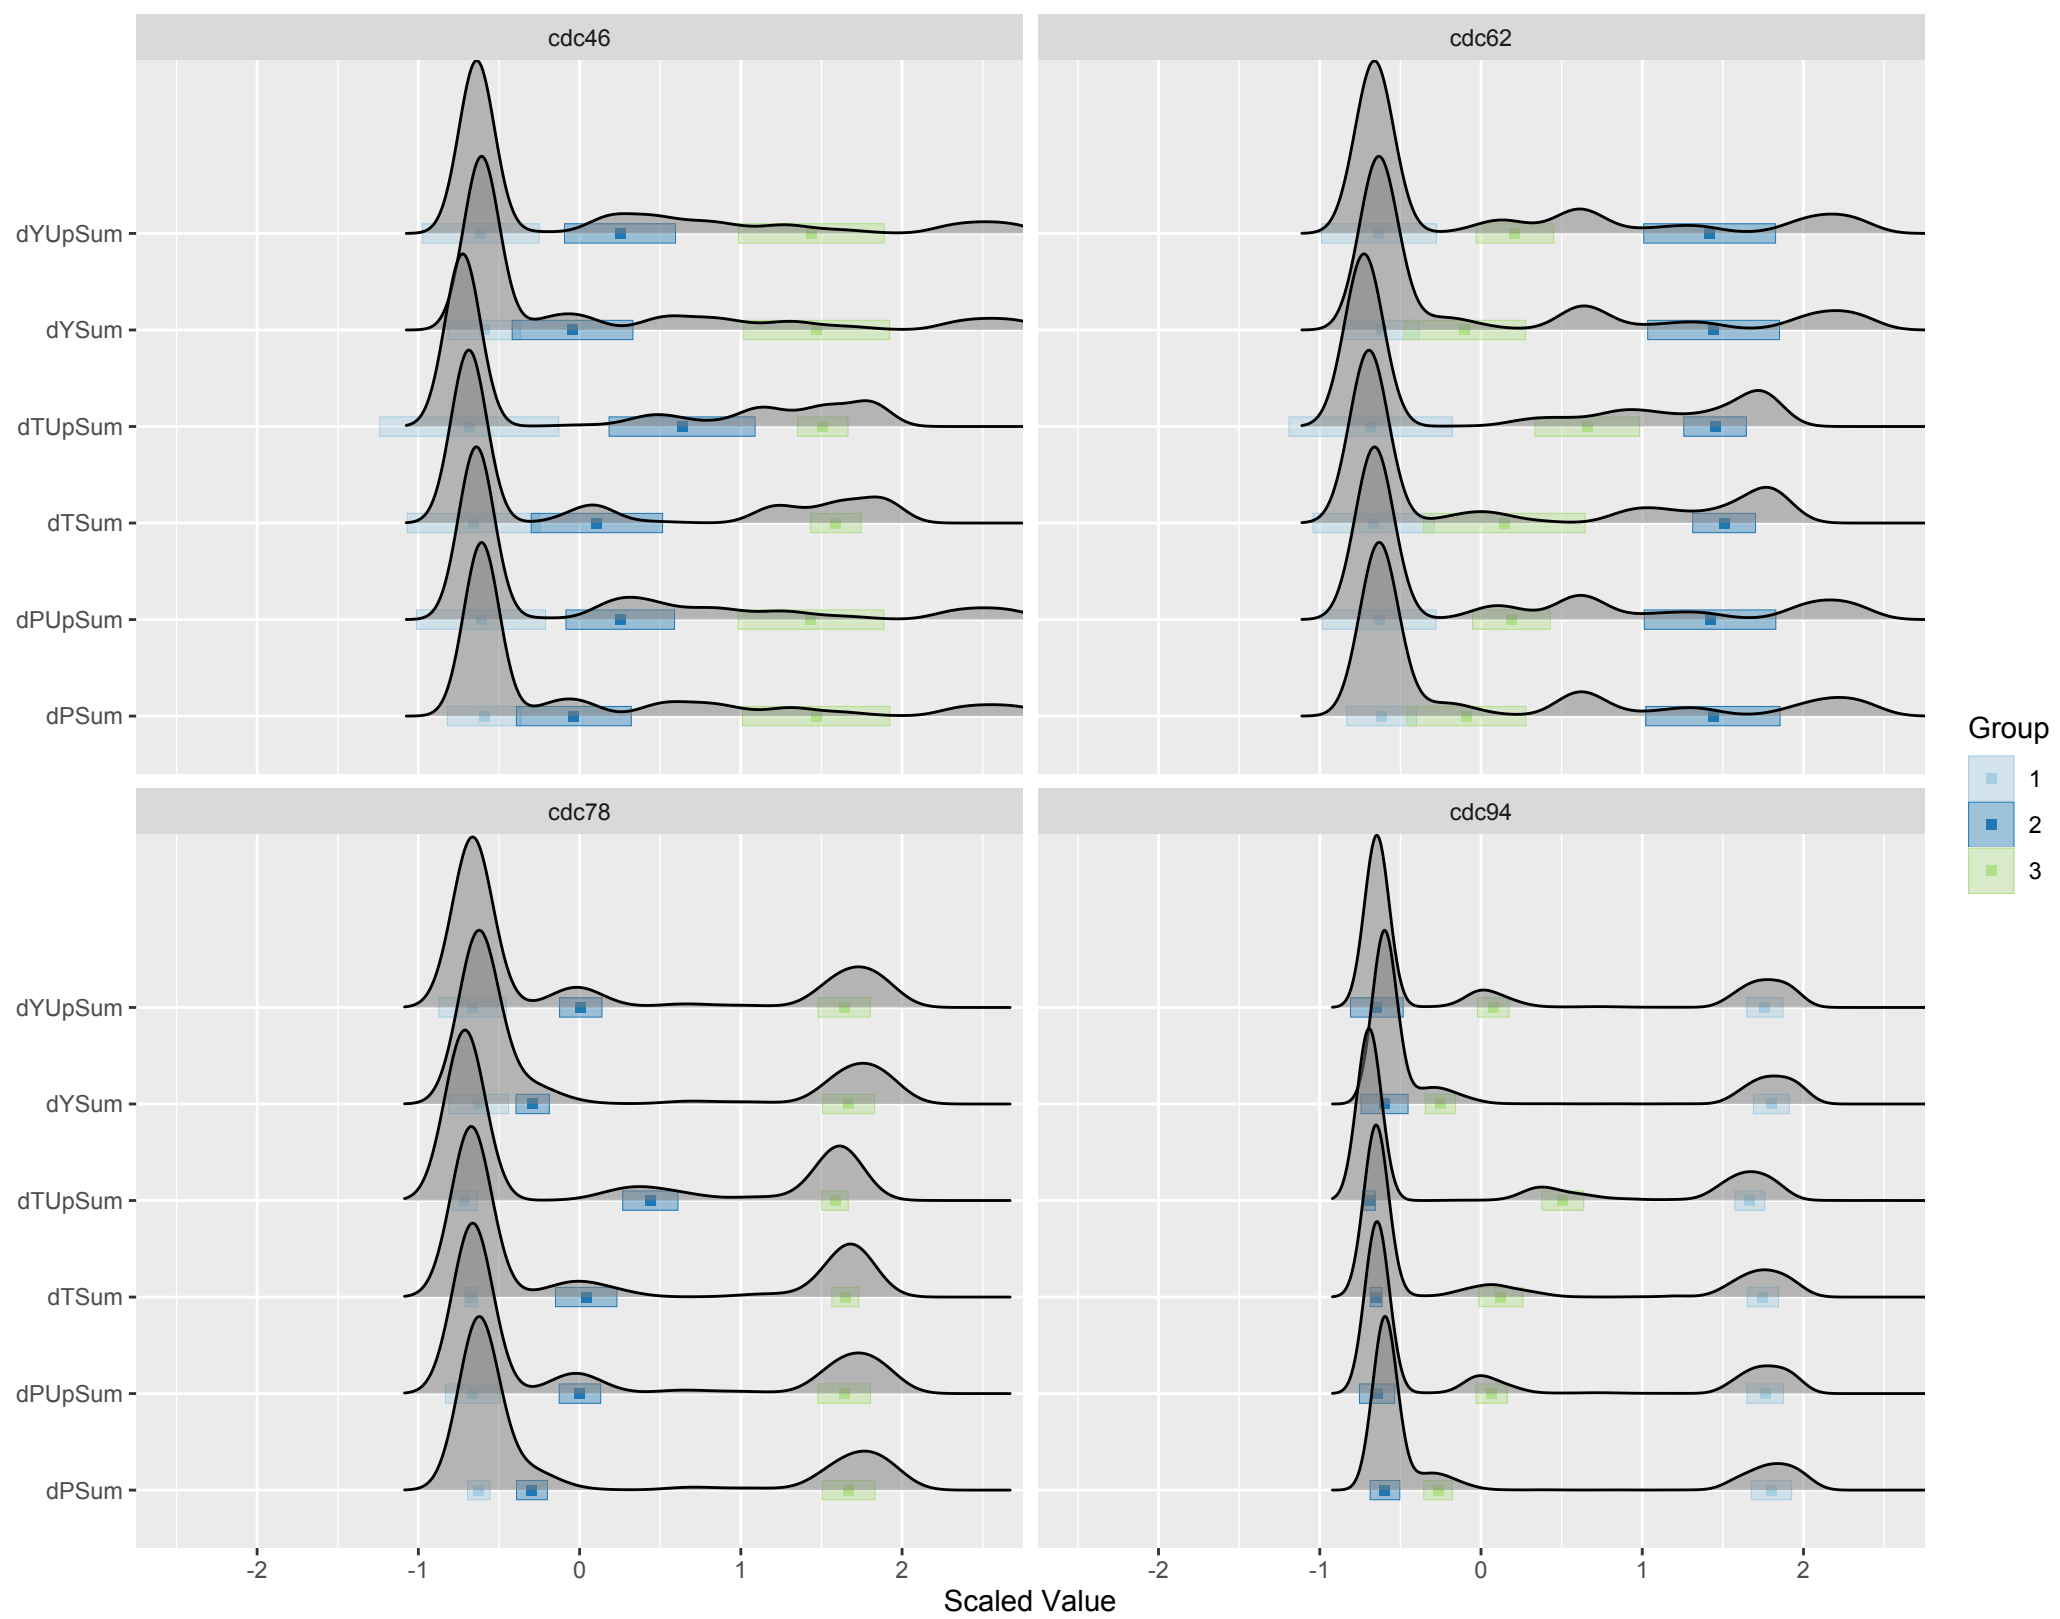 cdc46
cdc62
dYUpSum
dYSum
dTUpSum
dTSum
dPUpSum
dPSum
cdc78
cdc94
dYUpSum
dYSum
dTUpSum
dTSum
dPUpSum
dPSum
-2 -1 0 1 2
-2 -1 0 1 2
Scaled Value
Group
1
2
3